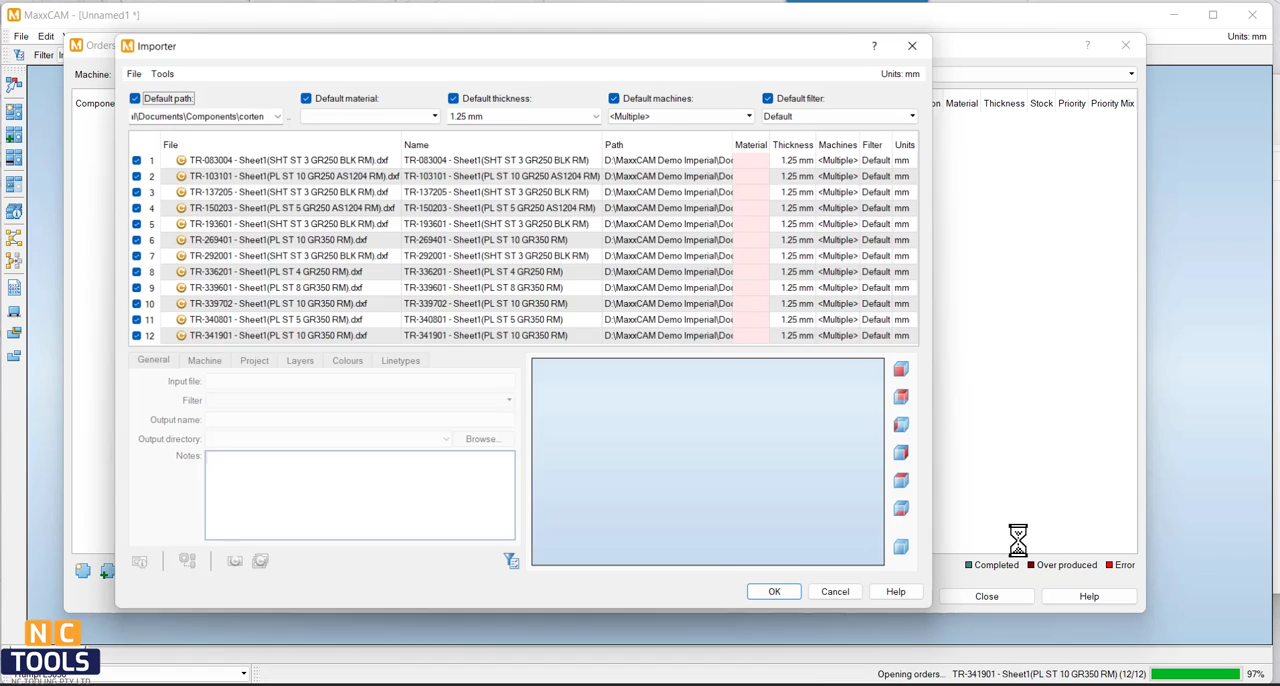 MaxxCAM - [Unnamed1 *]
File Edit
Units: mm
Filter
Orders
Importer
?
Machine:
File Tools
Units: mm
Default path: Default material: Default thickness: Default machines: Default filter:
l\Documents\Components\corten .. 1.25 mm <Multiple> Default
Compone
File Name Path Material Thickness Machines Filter Units
on Material Thickness Stock Priority Priority Mix
1 TR-083004 - Sheet1(SHT ST 3 GR250 BLK RM).dxf TR-083004 - Sheet1(SHT ST 3 GR250 BLK RM) D:\MaxxCAM Demo Imperial\Doc 1.25 mm <Multiple> Default mm
2 TR-103101 - Sheet1(PL ST 10 GR250 AS1204 RM).dxf TR-103101 - Sheet1(PL ST 10 GR250 AS1204 RM) D:\MaxxCAM Demo Imperial\Doc 1.25 mm <Multiple> Default mm
3 TR-137205 - Sheet1(SHT ST 3 GR250 BLK RM).dxf TR-137205 - Sheet1(SHT ST 3 GR250 BLK RM) D:\MaxxCAM Demo Imperial\Doc 1.25 mm <Multiple> Default mm
4 TR-150203 - Sheet1(PL ST 5 GR250 AS1204 RM).dxf TR-150203 - Sheet1(PL ST 5 GR250 AS1204 RM) D:\MaxxCAM Demo Imperial\Doc 1.25 mm <Multiple> Default mm
5 TR-193601 - Sheet1(SHT ST 3 GR250 BLK RM).dxf TR-193601 - Sheet1(SHT ST 3 GR250 BLK RM) D:\MaxxCAM Demo Imperial\Doc 1.25 mm <Multiple> Default mm
6 TR-269401 - Sheet1(PL ST 10 GR350 RM).dxf TR-269401 - Sheet1(PL ST 10 GR350 RM) D:\MaxxCAM Demo Imperial\Doc 1.25 mm <Multiple> Default mm
7 TR-292001 - Sheet1(SHT ST 3 GR250 BLK RM).dxf TR-292001 - Sheet1(SHT ST 3 GR250 BLK RM) D:\MaxxCAM Demo Imperial\Doc 1.25 mm <Multiple> Default mm
8 TR-336201 - Sheet1(PL ST 4 GR250 RM).dxf TR-336201 - Sheet1(PL ST 4 GR250 RM) D:\MaxxCAM Demo Imperial\Doc 1.25 mm <Multiple> Default mm
9 TR-339601 - Sheet1(PL ST 8 GR350 RM).dxf TR-339601 - Sheet1(PL ST 8 GR350 RM) D:\MaxxCAM Demo Imperial\Doc 1.25 mm <Multiple> Default mm
10 TR-339702 - Sheet1(PL ST 10 GR350 RM).dxf TR-339702 - Sheet1(PL ST 10 GR350 RM) D:\MaxxCAM Demo Imperial\Doc 1.25 mm <Multiple> Default mm
11 TR-340801 - Sheet1(PL ST 5 GR350 RM).dxf TR-340801 - Sheet1(PL ST 5 GR350 RM) D:\MaxxCAM Demo Imperial\Doc 1.25 mm <Multiple> Default mm
12 TR-341901 - Sheet1(PL ST 10 GR350 RM).dxf TR-341901 - Sheet1(PL ST 10 GR350 RM) D:\MaxxCAM Demo Imperial\Doc 1.25 mm <Multiple> Default mm
General Machine Project Layers Colours Linetypes
Input file:
Filter
Output name:
Output directory: Browse...
Notes:
Completed Over produced Error
OK Cancel Help
Close Help
NC
TOOLS
NC TOOLING PTY LTD
Opening orders... TR-341901 - Sheet1(PL ST 10 GR350 RM) (12/12) 97%